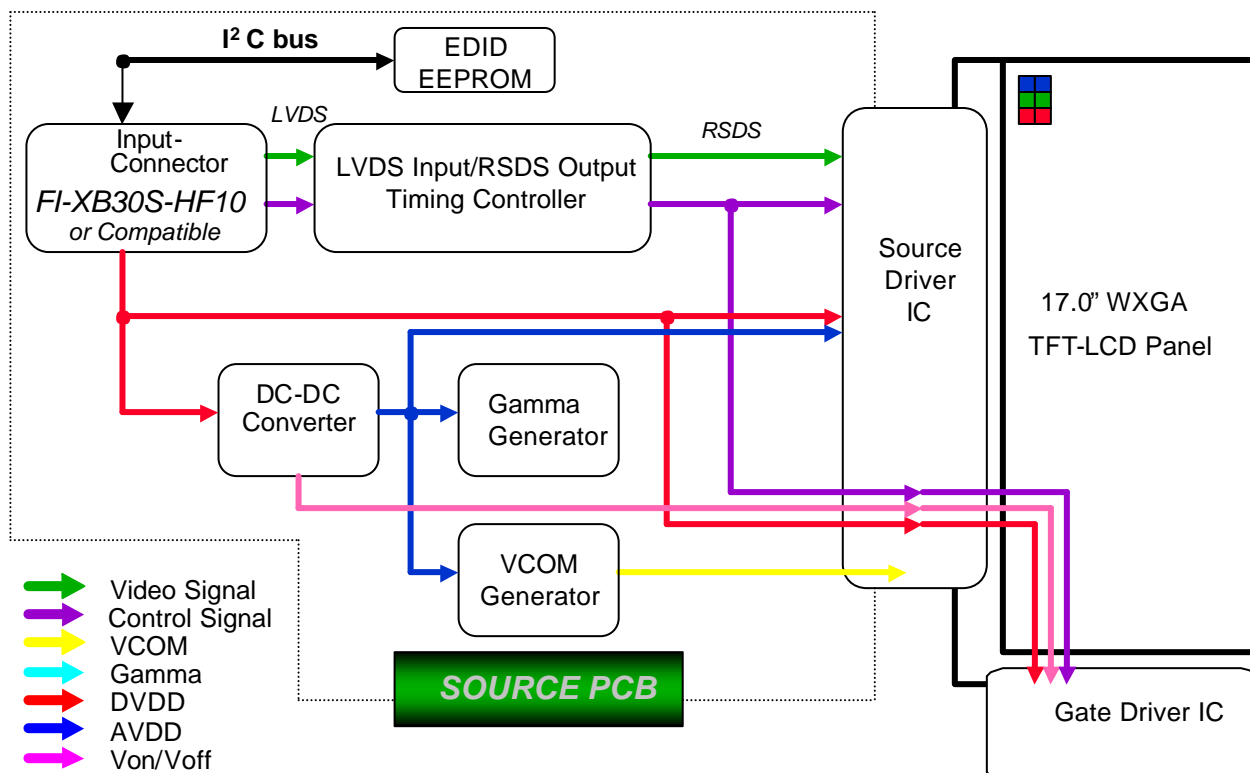 I² C bus
EDID
EEPROM
LVDS
RSDS
Input-
Connector
FI-XB30S-HF10
or Compatible
LVDS Input/RSDS Output
Timing Controller
Source
Driver
IC
17.0” WXGA
TFT-LCD Panel
DC-DC
Converter
Gamma
Generator
VCOM
Generator
Video Signal
Control Signal
VCOM
Gamma
DVDD
AVDD
Von/Voff
SOURCE PCB
Gate Driver IC